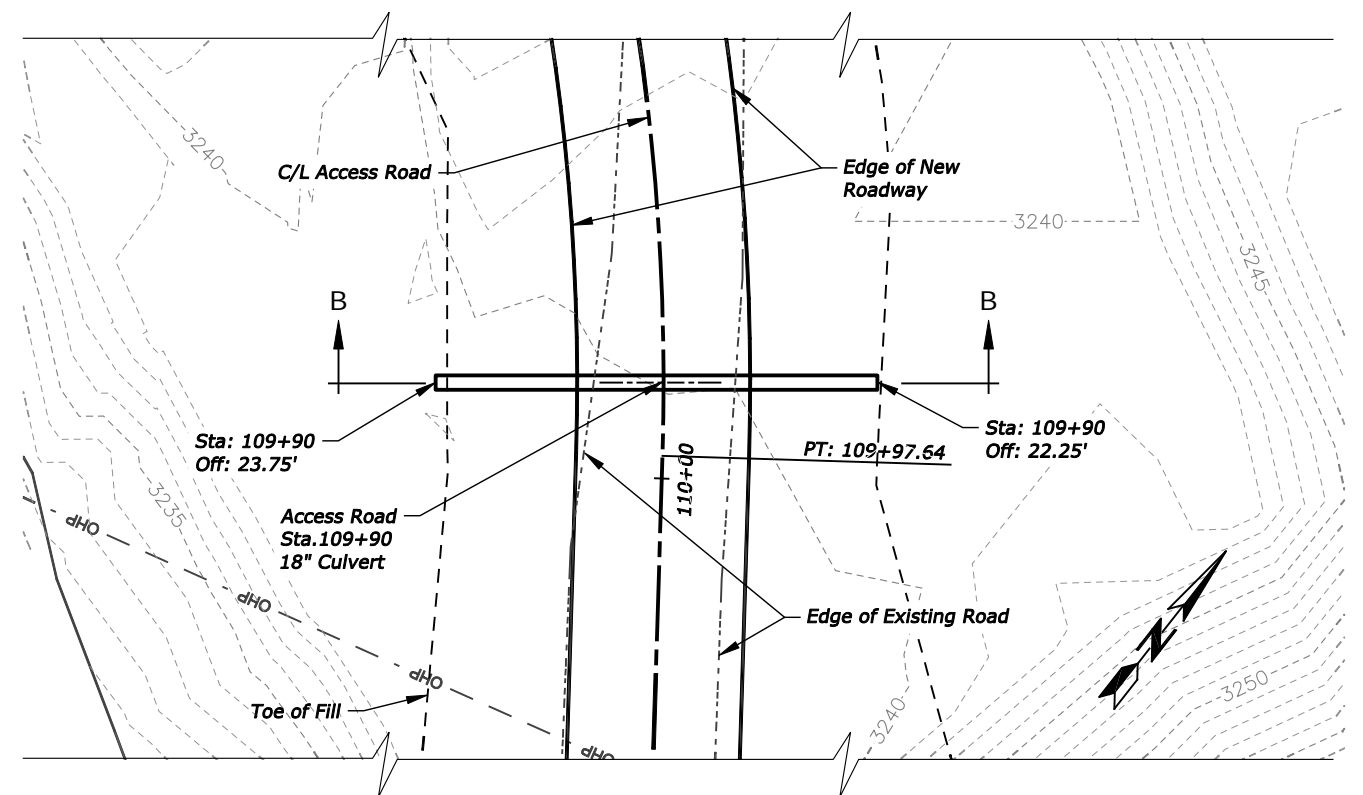 3240
C/L Access Road
Edge of New
Roadway
3240
3245
B
B
Sta: 109+90
Off: 23.75'
Sta: 109+90
Off: 22.25'
PT: 109+97.64
110+00
3235
OHP
Access Road
Sta.109+90
18" Culvert
OHP
Edge of Existing Road
N
OHP
3250
3240
Toe of Fill
OHP